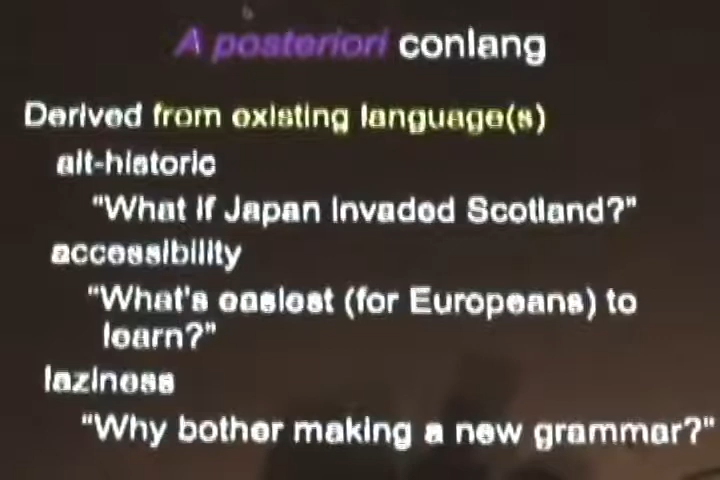 A posteriori conlang
Derived from existing language(s)
alt-historic
"What if Japan invaded Scotland?"
accessibility
"What's easiest (for Europeans) to
learn?"
laziness
"Why bother making a new grammar?"